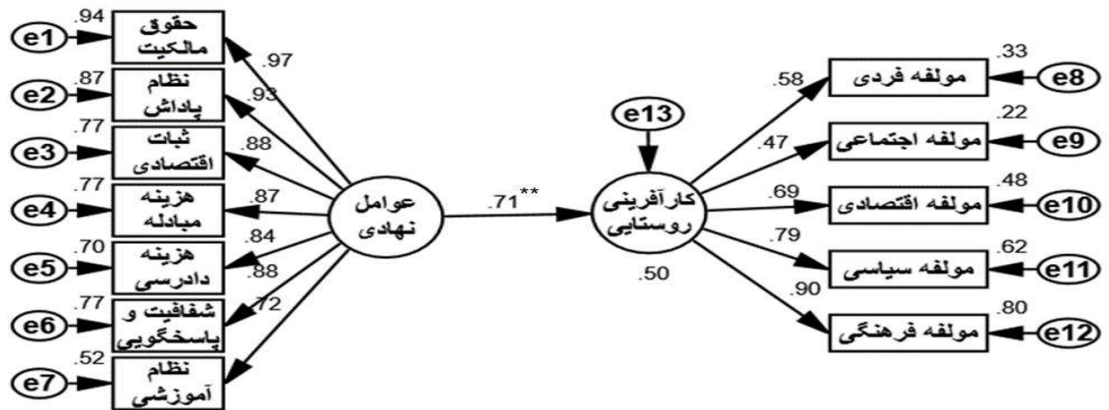 .94
e1
حقوق
مالکیت
.97
.87
e2
نظام
پاداش
.93
.77
e3
ثبات
اقتصادی
.88
.77
e4
هزینه
مبادله
.87
.70
e5
هزینه
دادرسی
.84
.77
e6
شفافیت و
پاسخگویی
.88
.52
e7
نظام
آموزشی
.72
عوامل
نهادی
.71**
e13
کارآفرینی
روستایی
.50
.58
مولفه فردی
.33
e8
.47
مولفه اجتماعی
.22
e9
.69
مولفه اقتصادی
.48
e10
.79
مولفه سیاسی
.62
e11
.90
مولفه فرهنگی
.80
e12